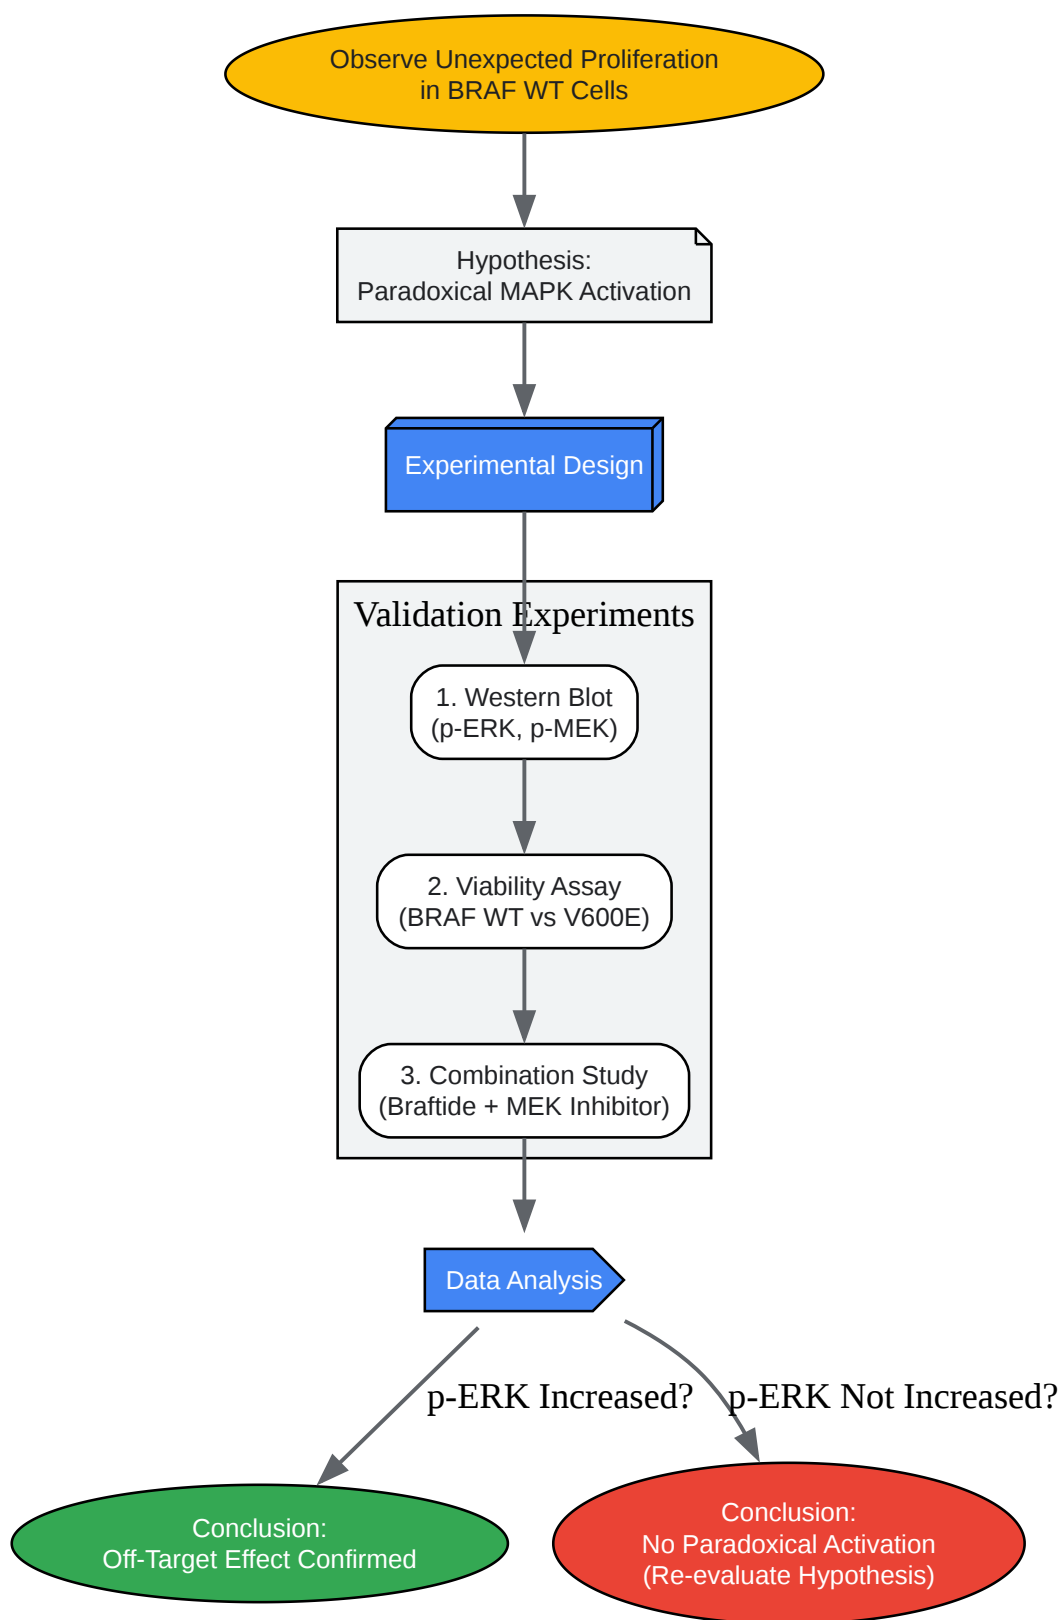 Observe Unexpected Proliferation
in BRAF WT Cells
Hypothesis:
Paradoxical MAPK Activation
Experimental Design
Validation Experiments
1. Western Blot
(p-ERK, p-MEK)
2. Viability Assay
(BRAF WT vs V600E)
3. Combination Study
(Braftide + MEK Inhibitor)
Data Analysis
p-ERK Increased?
p-ERK Not Increased?
Conclusion:
Off-Target Effect Confirmed
Conclusion:
No Paradoxical Activation
(Re-evaluate Hypothesis)